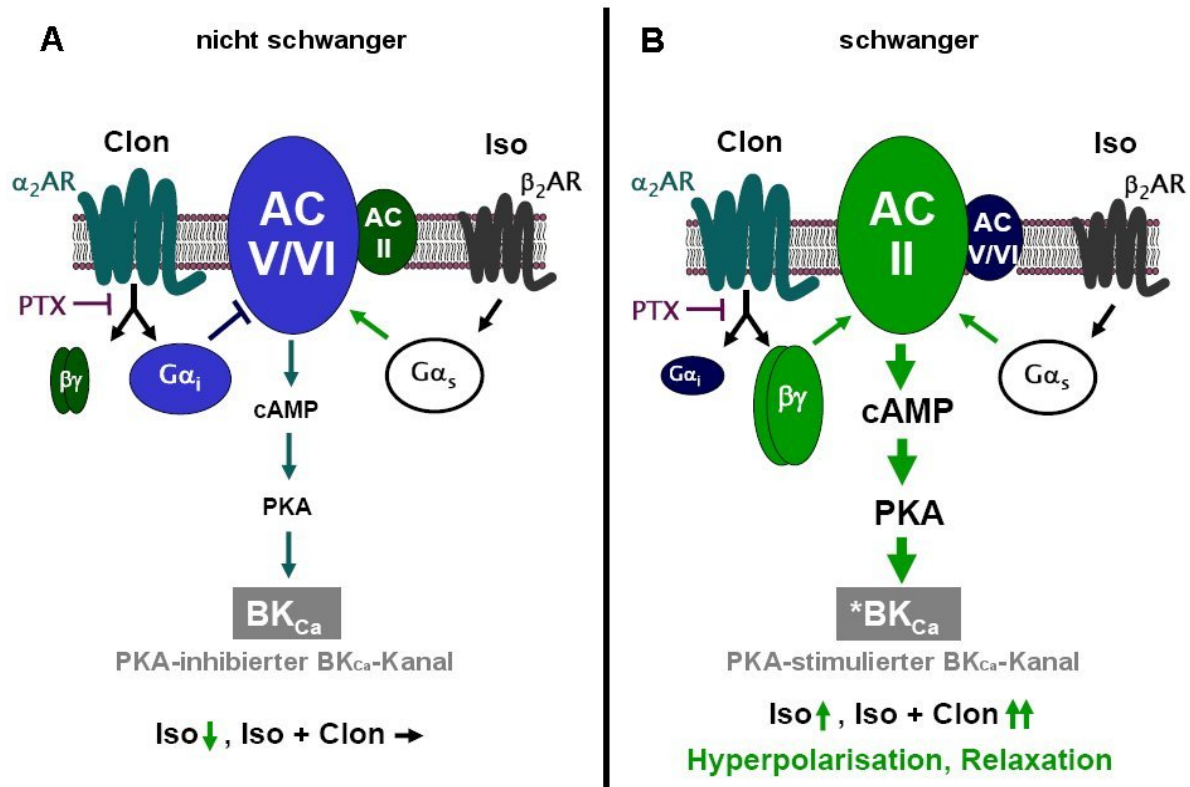 A
nicht schwanger
Clon
Iso
α₂AR
β₂AR
AC
V/VI
AC
II
PTX
βγ
Gαᵢ
Gαₛ
cAMP
PKA
BKCa
PKA-inhibierter BKCa-Kanal
Iso↓, Iso + Clon →
B
schwanger
Clon
Iso
α₂AR
β₂AR
AC
II
AC
V/VI
PTX
Gαᵢ
βγ
Gαₛ
cAMP
PKA
*BKCa
PKA-stimulierter BKCa-Kanal
Iso↑, Iso + Clon ↑↑
Hyperpolarisation, Relaxation